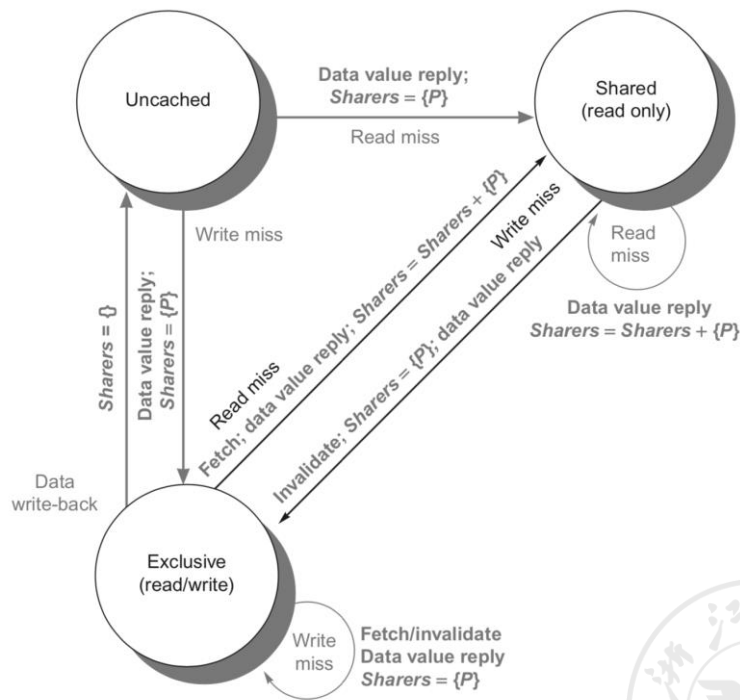 Uncached
Data value reply;
Sharers = {P}
Read miss
Shared
(read only)
Write miss
Sharers = {}
Data value reply;
Sharers = {P}
Read miss
Fetch; data value reply; Sharers = Sharers + {P}
Write miss
Invalidate; Sharers = {P}; data value reply
Read
miss
Data value reply
Sharers = Sharers + {P}
Data
write-back
Exclusive
(read/write)
Write
miss
Fetch/invalidate
Data value reply
Sharers = {P}